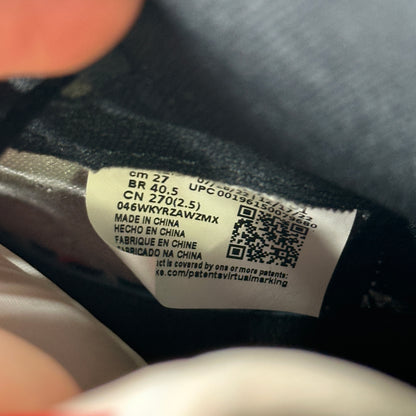 cm 27
BR 40.5
CN 270(2.5)
046WKYRZAWZMX
MADE IN CHINA
HECHO EN CHINA
FABRIQUE EN CHINE
FABRICADO NA CHINA
UPC
is covered by one or more patents:
.com/patentsvirtualmarking